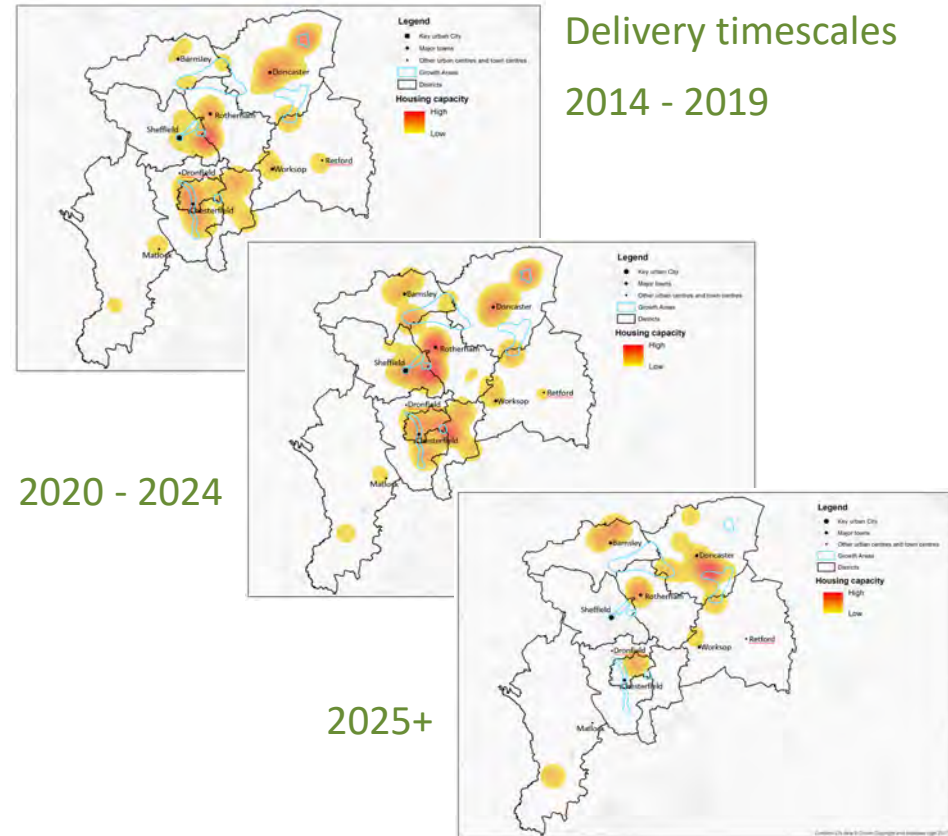 Delivery timescales
2014 - 2019
Legend
Key urban City
Major towns
Other urban centres and town centres
Growth Areas
Districts
Housing capacity
High
Low
Barnsley
Doncaster
Rotherham
Sheffield
Dronfield
Worksop
Retford
Chesterfield
Matlock
2020 - 2024
Legend
Key urban City
Major towns
Other urban centres and town centres
Growth Areas
Districts
Housing capacity
High
Low
Barnsley
Doncaster
Rotherham
Sheffield
Dronfield
Worksop
Retford
Chesterfield
Matlock
2025+
Legend
Key urban City
Major towns
Other urban centres and town centres
Growth Areas
Districts
Housing capacity
High
Low
Barnsley
Doncaster
Rotherham
Sheffield
Dronfield
Worksop
Retford
Chesterfield
Matlock